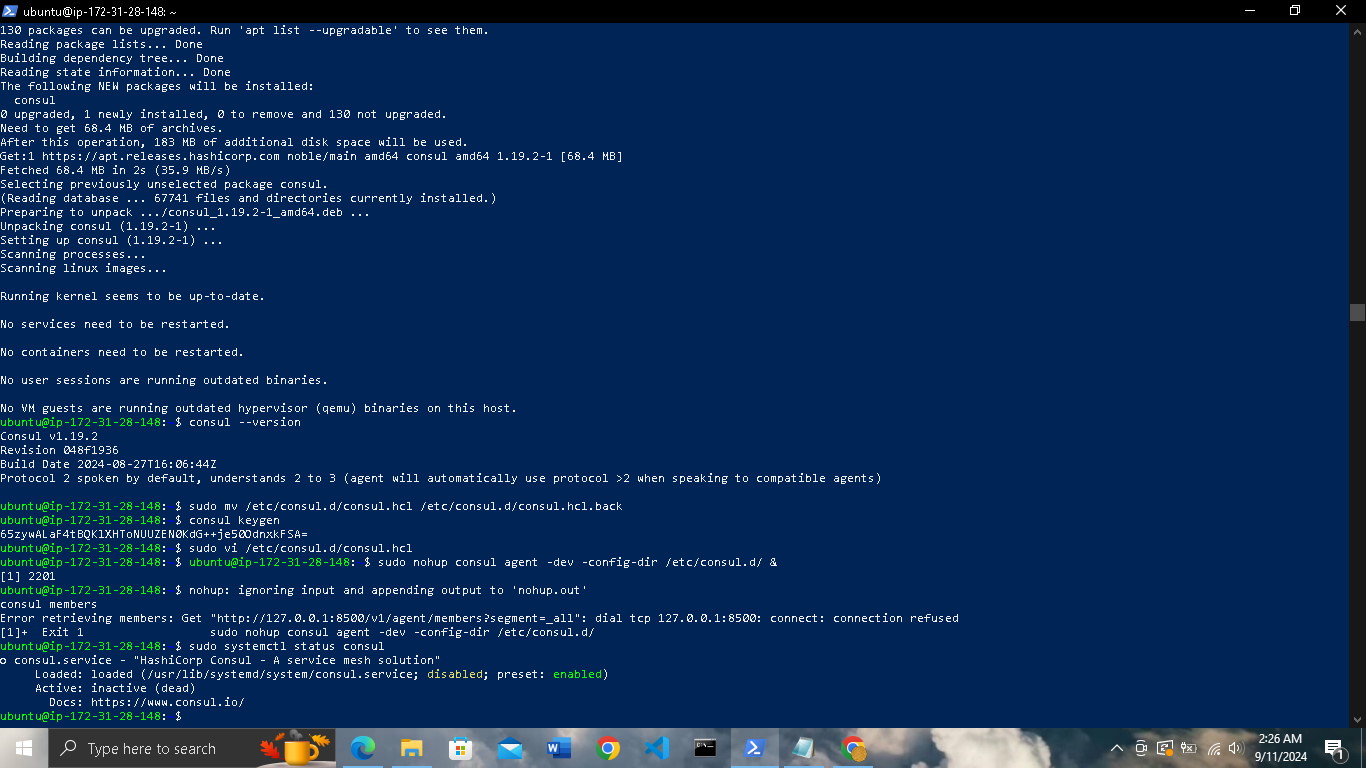 ubuntu@ip-172-31-28-148: ~
130 packages can be upgraded. Run 'apt list --upgradable' to see them.
Reading package lists... Done
Building dependency tree... Done
Reading state information... Done
The following NEW packages will be installed:
consul
0 upgraded, 1 newly installed, 0 to remove and 130 not upgraded.
Need to get 68.4 MB of archives.
After this operation, 183 MB of additional disk space will be used.
Get:1 https://apt.releases.hashicorp.com noble/main amd64 consul amd64 1.19.2-1 [68.4 MB]
Fetched 68.4 MB in 2s (35.9 MB/s)
Selecting previously unselected package consul.
(Reading database ... 67741 files and directories currently installed.)
Preparing to unpack .../consul_1.19.2-1_amd64.deb ...
Unpacking consul (1.19.2-1) ...
Setting up consul (1.19.2-1) ...
Scanning processes...
Scanning linux images...
Running kernel seems to be up-to-date.
No services need to be restarted.
No containers need to be restarted.
No user sessions are running outdated binaries.
No VM guests are running outdated hypervisor (qemu) binaries on this host.
ubuntu@ip-172-31-28-148:~$ consul --version
Consul v1.19.2
Revision 048f1936
Build Date 2024-08-27T16:06:44Z
Protocol 2 spoken by default, understands 2 to 3 (agent will automatically use protocol >2 when speaking to compatible agents)
ubuntu@ip-172-31-28-148:~$ sudo mv /etc/consul.d/consul.hcl /etc/consul.d/consul.hcl.back
ubuntu@ip-172-31-28-148:~$ consul keygen
65zywALaF4tBQKlXHToNUUZEN0KdG++je50OdnxkFSA=
ubuntu@ip-172-31-28-148:~$ sudo vi /etc/consul.d/consul.hcl
ubuntu@ip-172-31-28-148:~$ ubuntu@ip-172-31-28-148:~$ sudo nohup consul agent -dev -config-dir /etc/consul.d/ &
[1] 2201
ubuntu@ip-172-31-28-148:~$ nohup: ignoring input and appending output to 'nohup.out'
consul members
Error retrieving members: Get "http://127.0.0.1:8500/v1/agent/members?segment=_all": dial tcp 127.0.0.1:8500: connect: connection refused
[1]+  Exit 1                  sudo nohup consul agent -dev -config-dir /etc/consul.d/
ubuntu@ip-172-31-28-148:~$ sudo systemctl status consul
○ consul.service - "HashiCorp Consul - A service mesh solution"
Loaded: loaded (/usr/lib/systemd/system/consul.service; disabled; preset: enabled)
Active: inactive (dead)
Docs: https://www.consul.io/
ubuntu@ip-172-31-28-148:~$
Type here to search
2:26 AM
9/11/2024
1